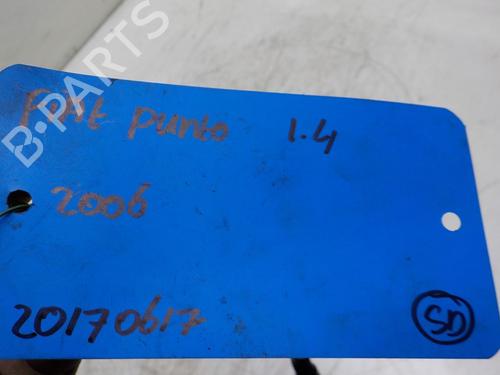 B-PARTS
Fiat punto 1.4
2006
20170617
SD